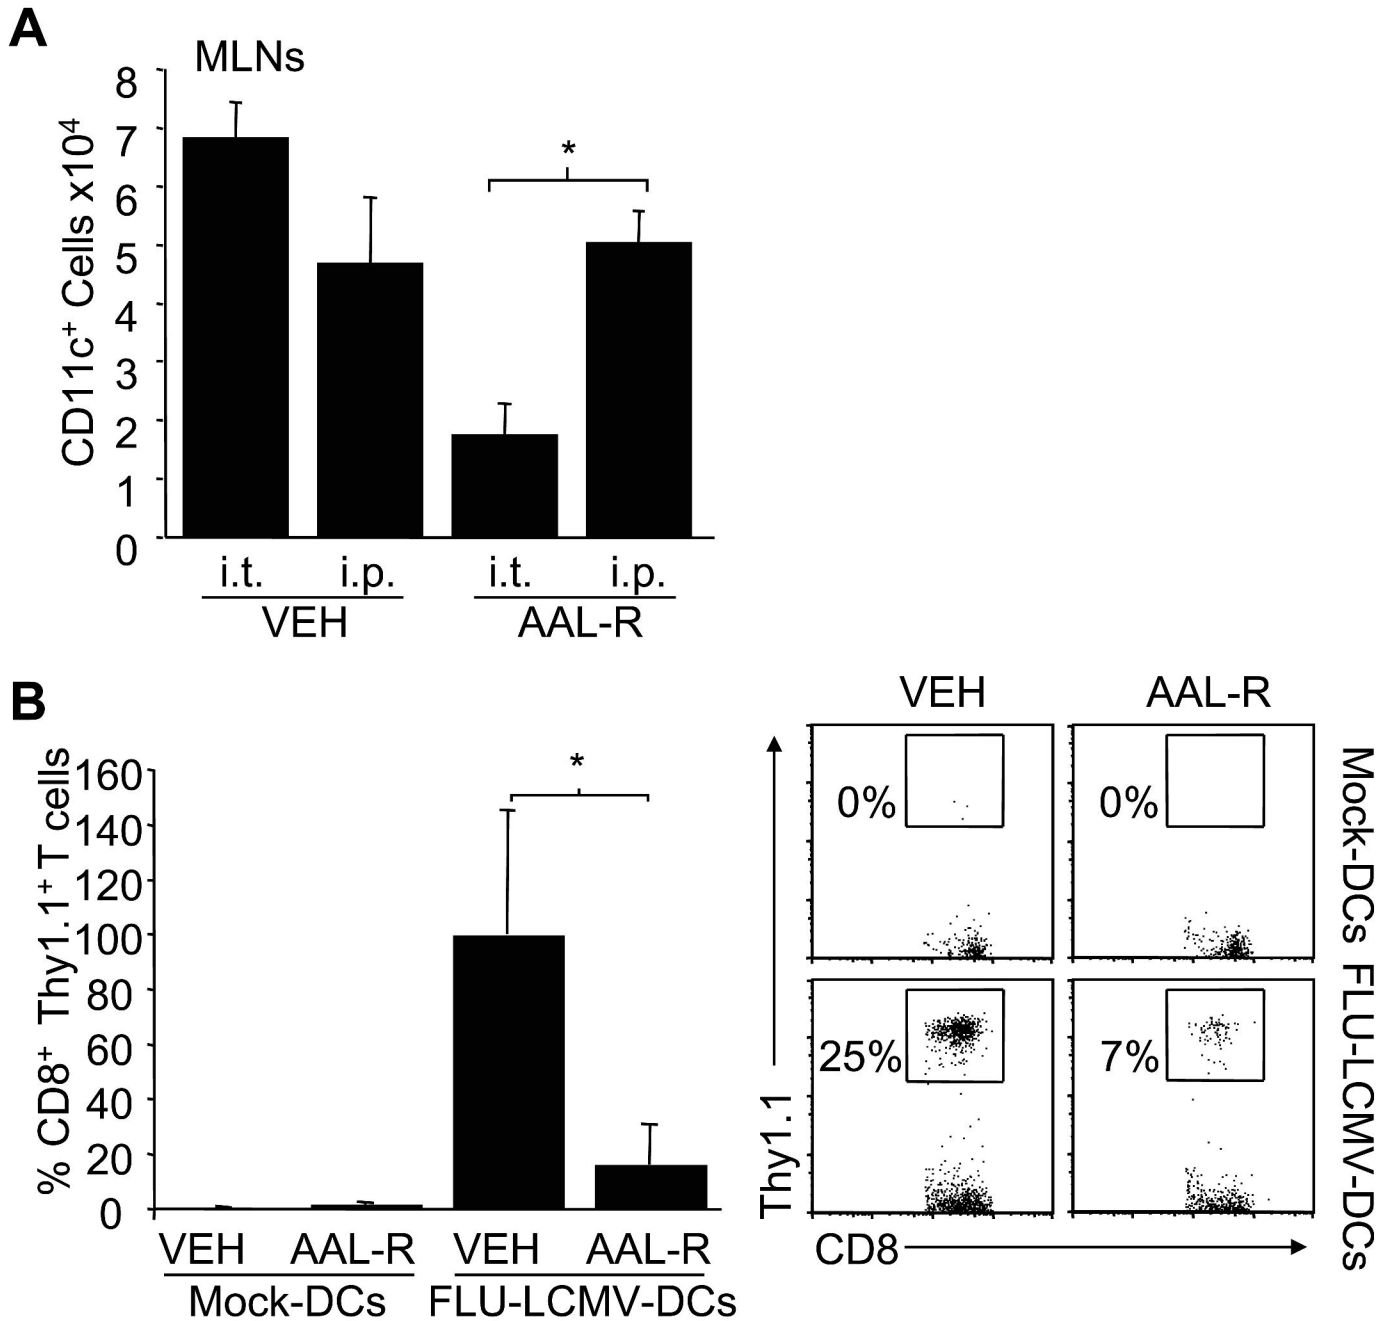 A
MLNs
CD11c⁺ Cells x10⁴
8
7
6
5
4
3
2
1
0
*
i.t. i.p. i.t. i.p.
VEH AAL-R
B
% CD8⁺ Thy1.1⁺ T cells
160
140
120
100
80
60
40
20
0
*
VEH AAL-R VEH AAL-R
Mock-DCs FLU-LCMV-DCs
VEH AAL-R
0% 0%
Mock-DCs
25% 7%
FLU-LCMV-DCs
Thy1.1
CD8